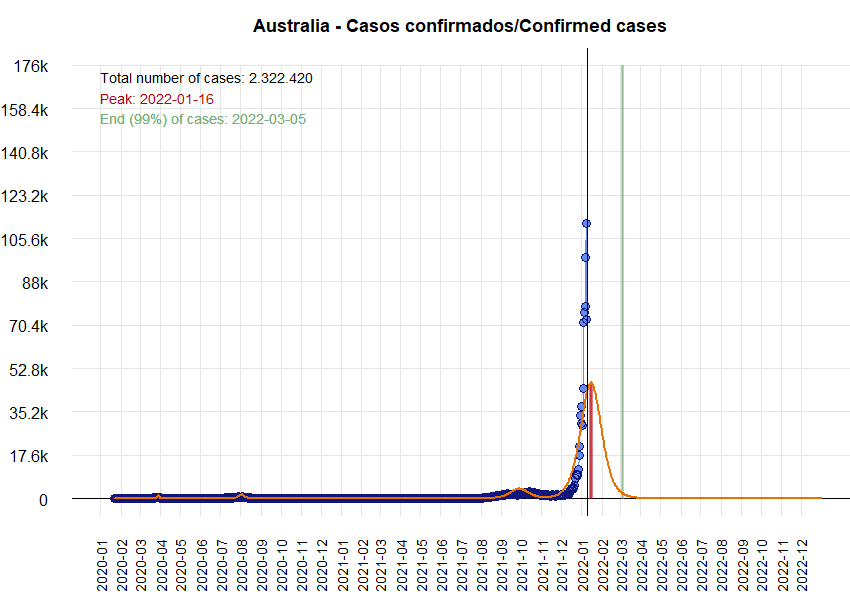 Australia - Casos confirmados/Confirmed cases
176k
Total number of cases: 2.322.420
Peak: 2022-01-16
158.4k
End (99%) of cases: 2022-03-05
140.8k
123.2k
105.6k
88k
70.4k
52.8k
35.2k
17.6k
0
2020-01
2020-02
2020-03
2020-04
2020-05
2020-06
2020-07
2020-08
2020-09
2020-10
2020-11
2020-12
2021-01
2021-02
2021-03
2021-04
2021-05
2021-06
2021-07
2021-08
2021-09
2021-10
2021-11
2021-12
2022-01
2022-02
2022-03
2022-04
2022-05
2022-06
2022-07
2022-08
2022-09
2022-10
2022-11
2022-12